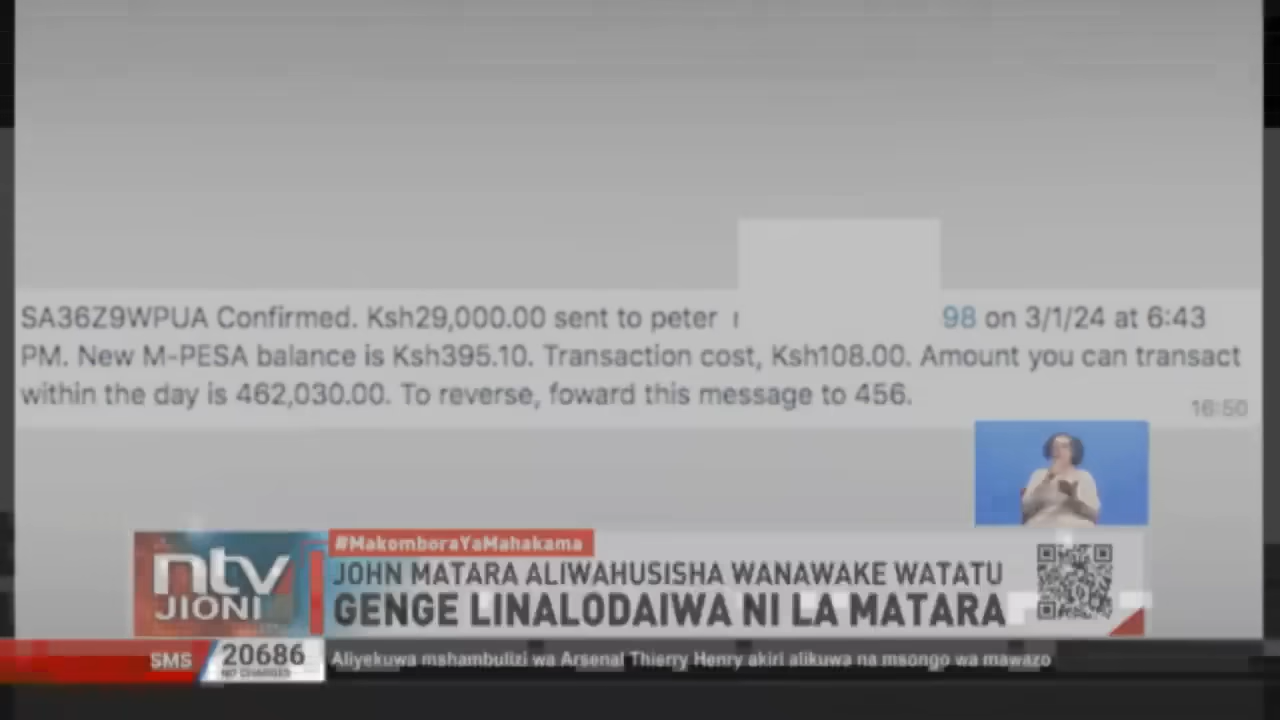 SA36Z9WPUA Confirmed. Ksh29,000.00 sent to peter 98 on 3/1/24 at 6:43
PM. New M-PESA balance is Ksh395.10. Transaction cost, Ksh108.00. Amount you can transact
within the day is 462,030.00. To reverse, foward this message to 456.
16:50
#MakomboraYaMahakama
ntv
JIONI
JOHN MATARA ALIWAHUSISHA WANAWAKE WATATU
GENGE LINALODAIWA NI LA MATARA
SMS 20686
NO CHARGES
Aliyekuwa mshambulizi wa Arsenal Thierry Henry akiri alikuwa na msongo wa mawazo